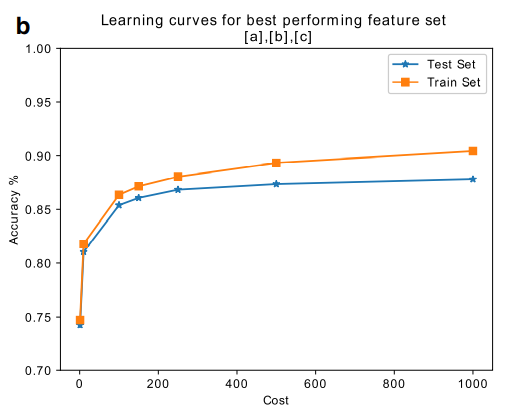 b
Learning curves for best performing feature set
[a],[b],[c]
1.00
0.95
0.90
0.85
0.80
0.75
0.70
Accuracy %
Test Set
Train Set
0 200 400 600 800 1000
Cost